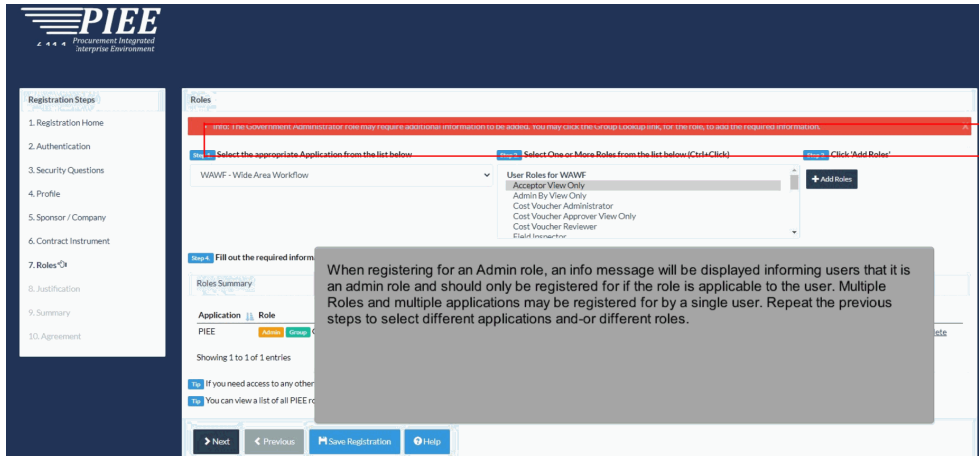 PIEE
Procurement Integrated
Enterprise Environment
Registration Steps
1. Registration Home
2. Authentication
3. Security Questions
4. Profile
5. Sponsor / Company
6. Contract Instrument
7. Roles
8. Justification
9. Summary
10. Agreement
Roles
Info: The Government Administrator role may require additional information to be added. You may click the Group Lookup link, for the role, to add the required information.
Select the appropriate Application from the list below
WAWF - Wide Area Workflow
Select One or More Roles from the list below (Ctrl+Click)
User Roles for WAWF
Acceptor View Only
Admin By View Only
Cost Voucher Administrator
Cost Voucher Approver View Only
Cost Voucher Reviewer
Field Inspector
Click 'Add Roles'
Add Roles
Step 4. Fill out the required
Roles Summary
Application Role
PIEE Admin Group
Showing 1 to 1 of 1 entries
Tip If you need access to any other
Tip You can view a list of all PIEE
When registering for an Admin role, an info message will be displayed informing users that it is
an admin role and should only be registered for if the role is applicable to the user. Multiple
Roles and multiple applications may be registered for by a single user. Repeat the previous
steps to select different applications and-or different roles.
Next Previous Save Registration Help